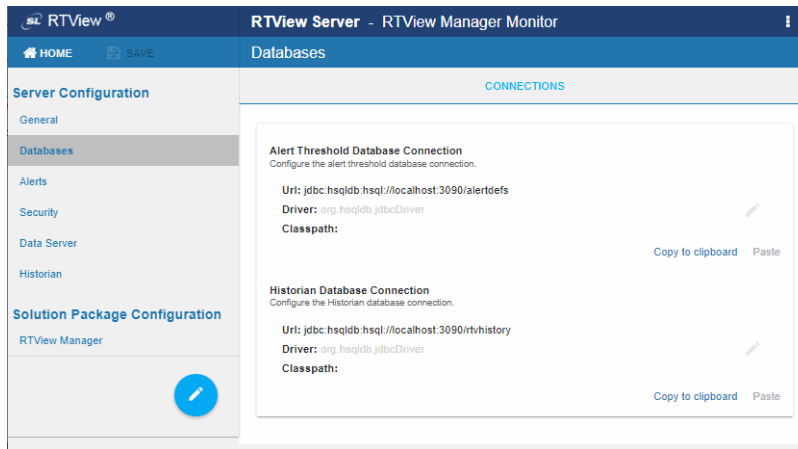 SL RTView ®
RTView Server - RTView Manager Monitor
HOME
SAVE
Databases
Server Configuration
General
Databases
Alerts
Security
Data Server
Historian
Solution Package Configuration
RTView Manager
CONNECTIONS
Alert Threshold Database Connection
Configure the alert threshold database connection.
Url: jdbc:hsqldb:hsql://localhost:3090/alertdefs
Driver: org.hsqldb.jdbcDriver
Classpath:
Copy to clipboard Paste
Historian Database Connection
Configure the Historian database connection.
Url: jdbc:hsqldb:hsql://localhost:3090/rtvhistory
Driver: org.hsqldb.jdbcDriver
Classpath:
Copy to clipboard Paste